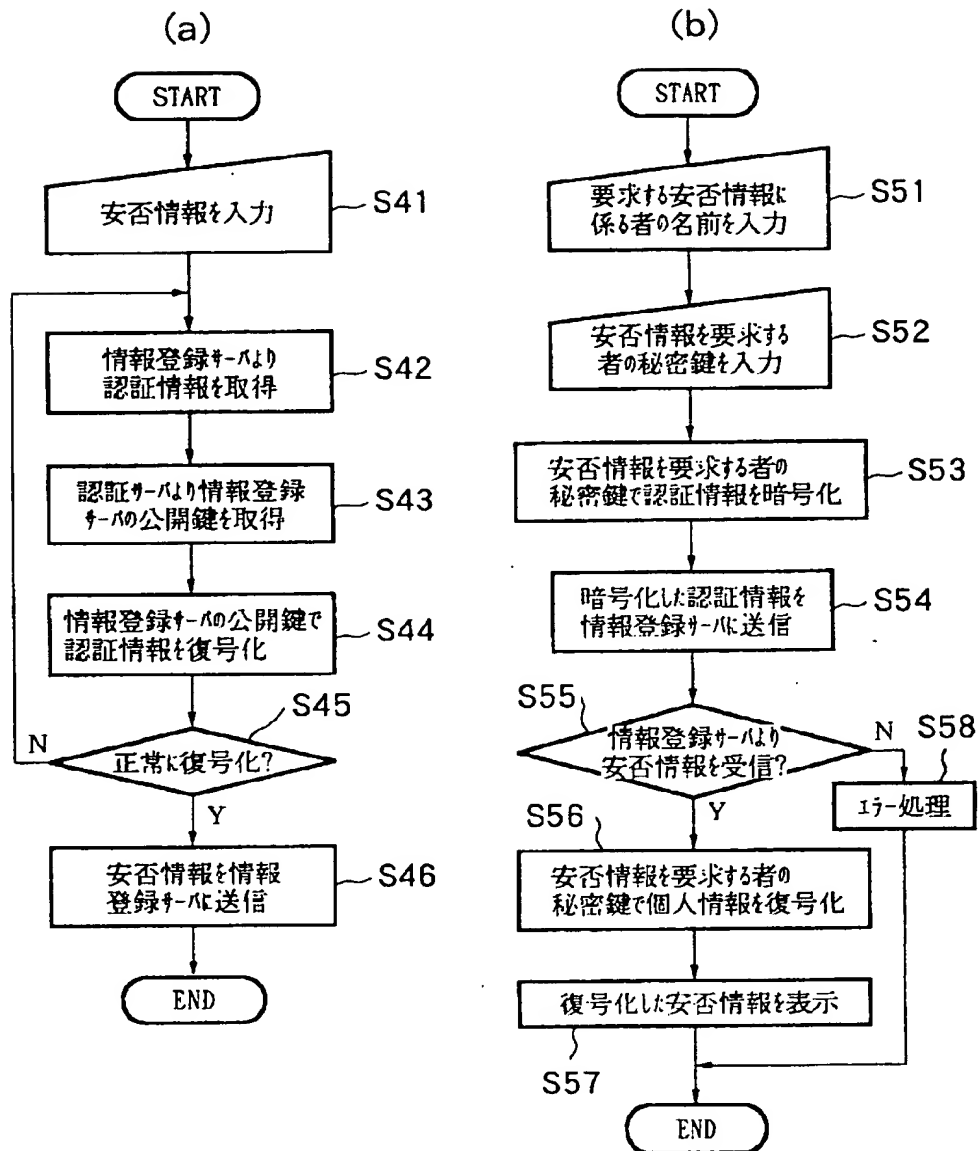 (a)
START
安否情報を入力
S41
情報登録サーバより
認証情報を取得
S42
認証サーバより情報登録
サーバの公開鍵を取得
S43
情報登録サーバの公開鍵で
認証情報を復号化
S44
S45
正常に復号化?
N
Y
安否情報を情報
登録サーバに送信
S46
END
(b)
START
要求する安否情報に
係る者の名前を入力
S51
安否情報を要求する
者の秘密鍵を入力
S52
安否情報を要求する者の
秘密鍵で認証情報を暗号化
S53
暗号化した認証情報を
情報登録サーバに送信
S54
S55
情報登録サーバより
安否情報を受信?
N
S58
エラー処理
Y
S56
安否情報を要求する者の
秘密鍵で個人情報を復号化
復号化した安否情報を表示
S57
END